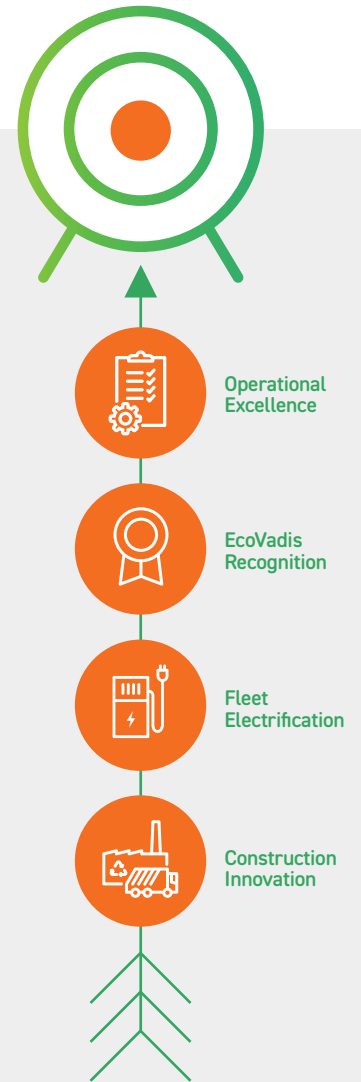 Operational
Excellence
EcoVadis
Recognition
Fleet
Electrification
Construction
Innovation